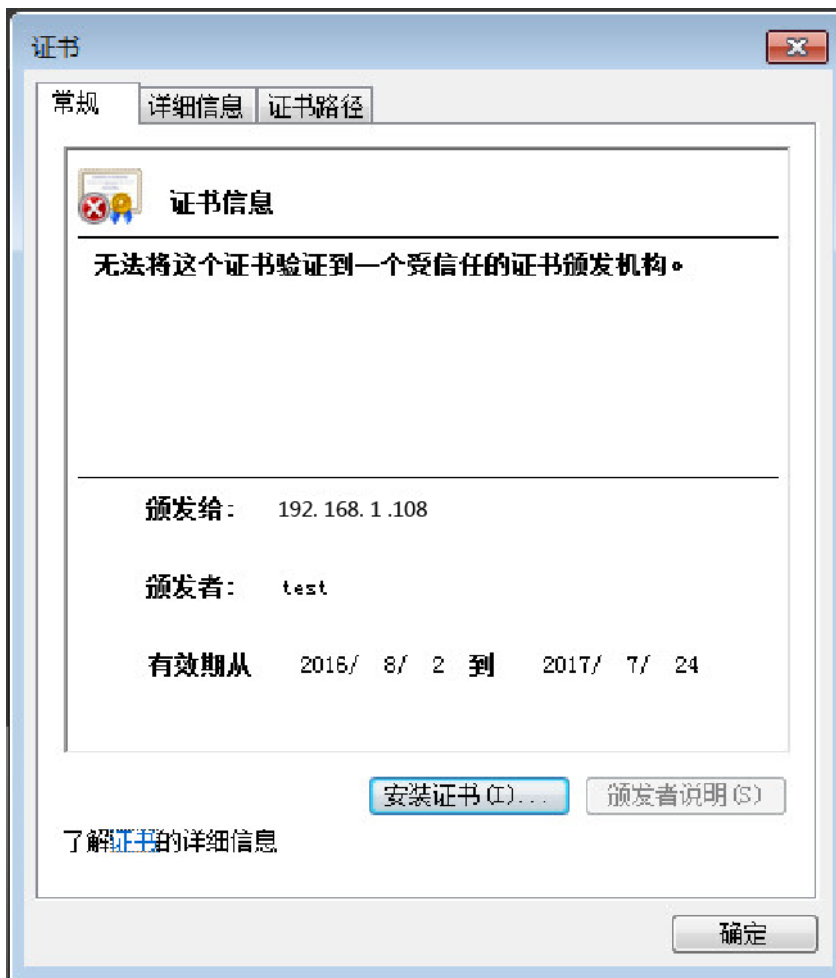 证书
常规 详细信息 证书路径
证书信息
无法将这个证书验证到一个受信任的证书颁发机构。
颁发给: 192. 168. 1 .108
颁发者: test
有效期从 2016/ 8/ 2 到 2017/ 7/ 24
安装证书(I)... 颁发者说明(S)
了解证书的详细信息
确定